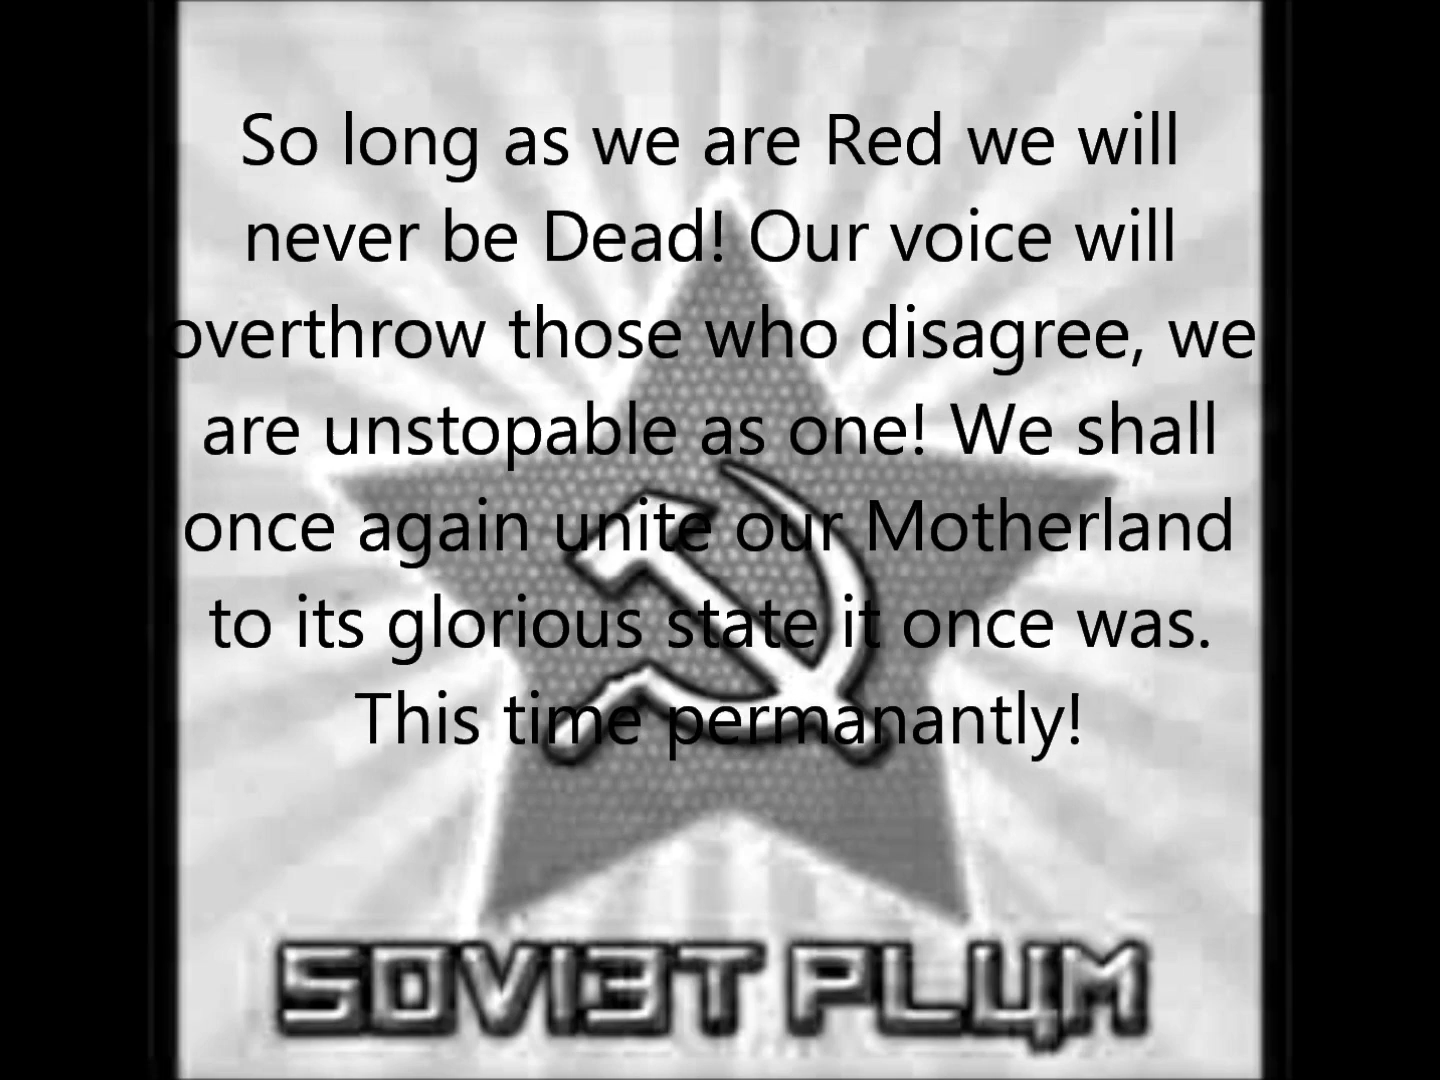 So long as we are Red we will
never be Dead! Our voice will
overthrow those who disagree, we
are unstopable as one! We shall
once again unite our Motherland
to its glorious state it once was.
This time permanantly!
SOVIET PLUM